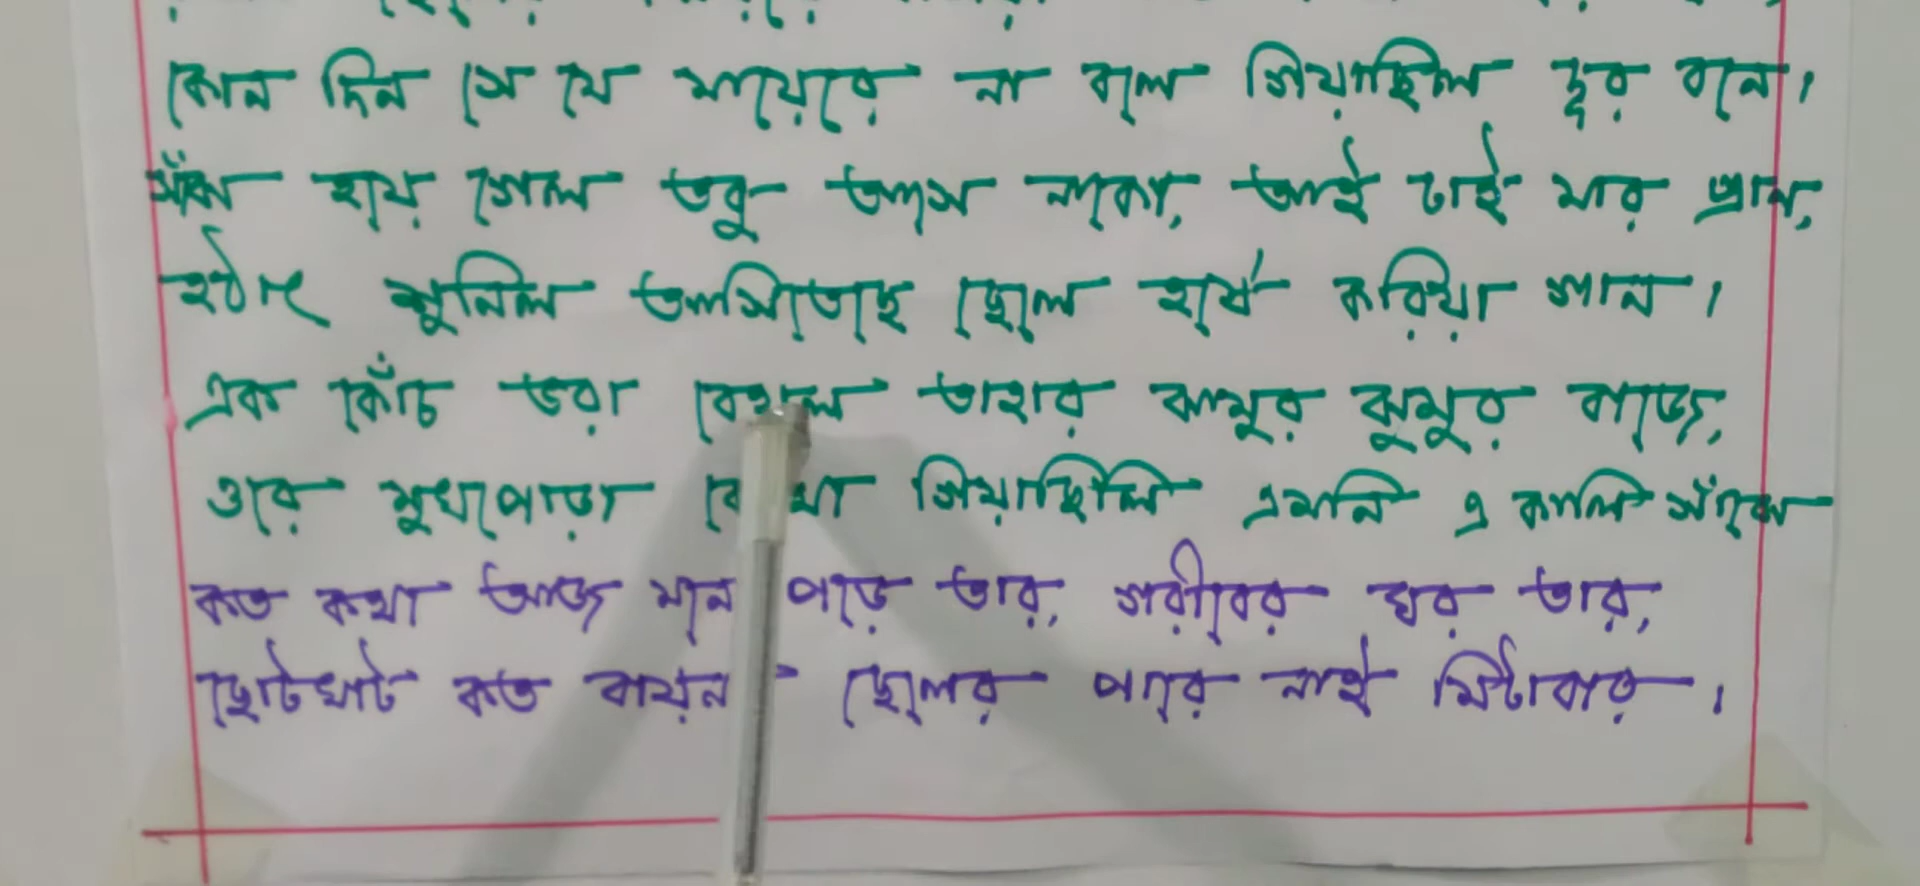 কোন দিন সে যে মায়েরে না বলে গিয়াছিল দূর বনে।
সাঁঝ হয়ে গেল তবু আসে নাকো, আই ঢাই মার প্রান,
হঠাৎ শুনিল আসিতেছে ছেলে হর্ষে করিয়া গান।
এক কোঁচ ভরা বেথুল তাহার ঝামুর ঝুমুর বাজে,
ওরে মুখপোড়া কোথা গিয়াছিলি এমনি এ কালি সাঁঝে
কত কথা আজ মনে পড়ে তার, গরীবের ঘর তার,
ছোটখাট কত বায়না ছেলের পারে নাই মিটাবার।